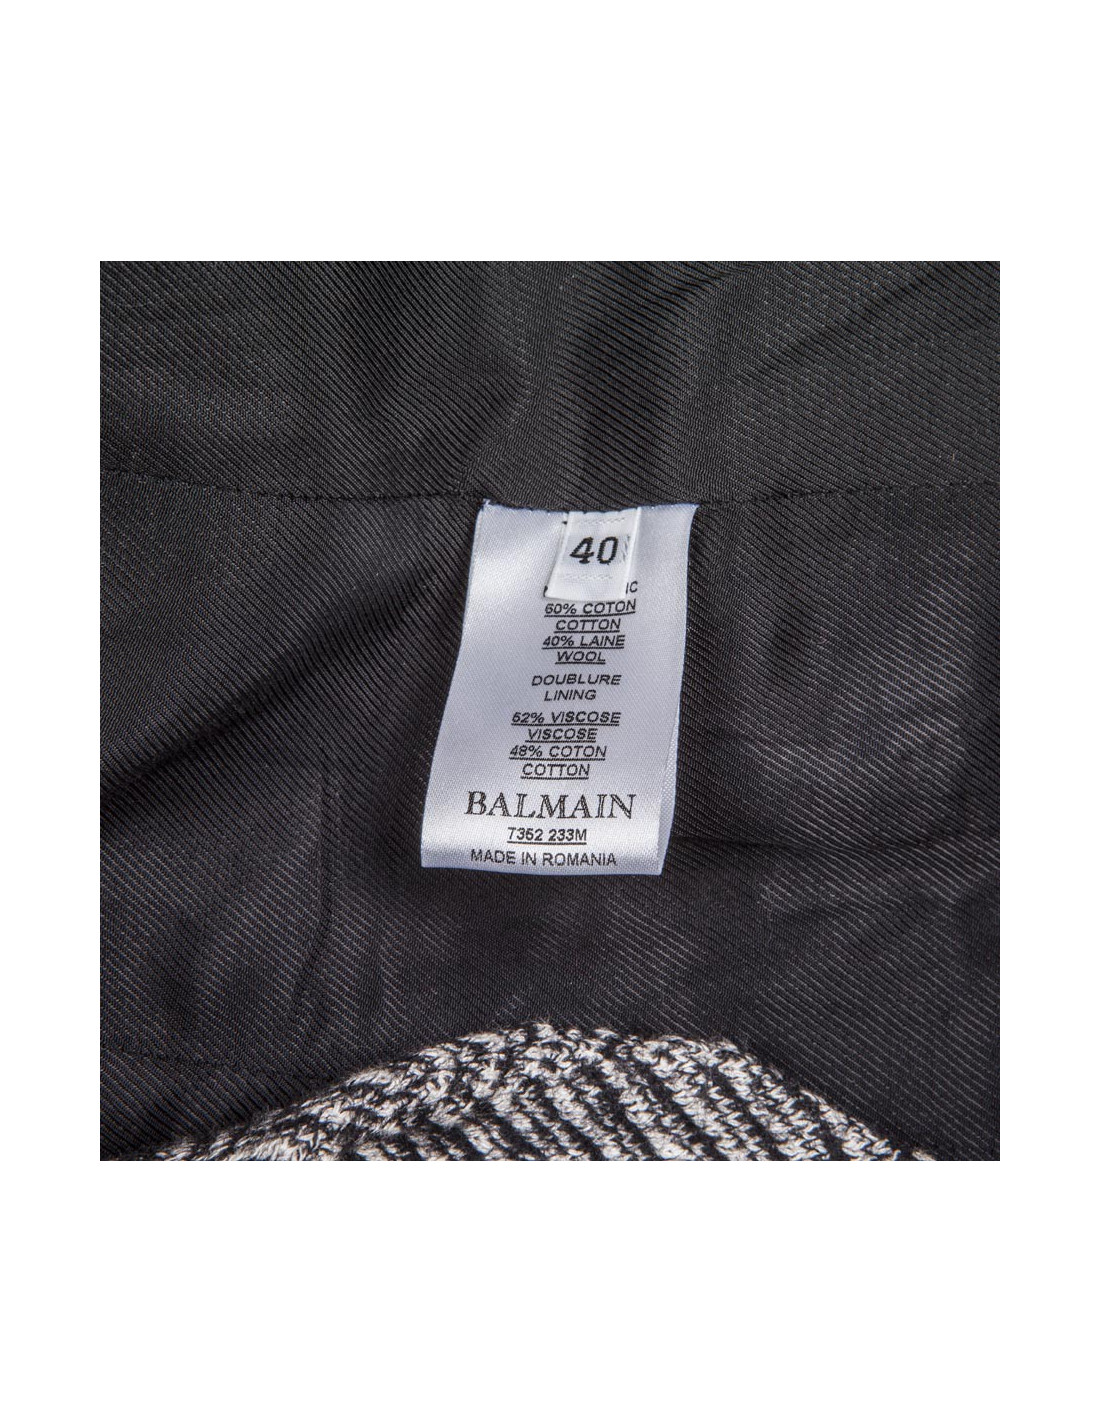 40
60% COTON
COTTON
40% LAINE
WOOL
DOUBLURE
LINING
52% VISCOSE
VISCOSE
48% COTON
COTTON
BALMAIN
7352 233M
MADE IN ROMANIA